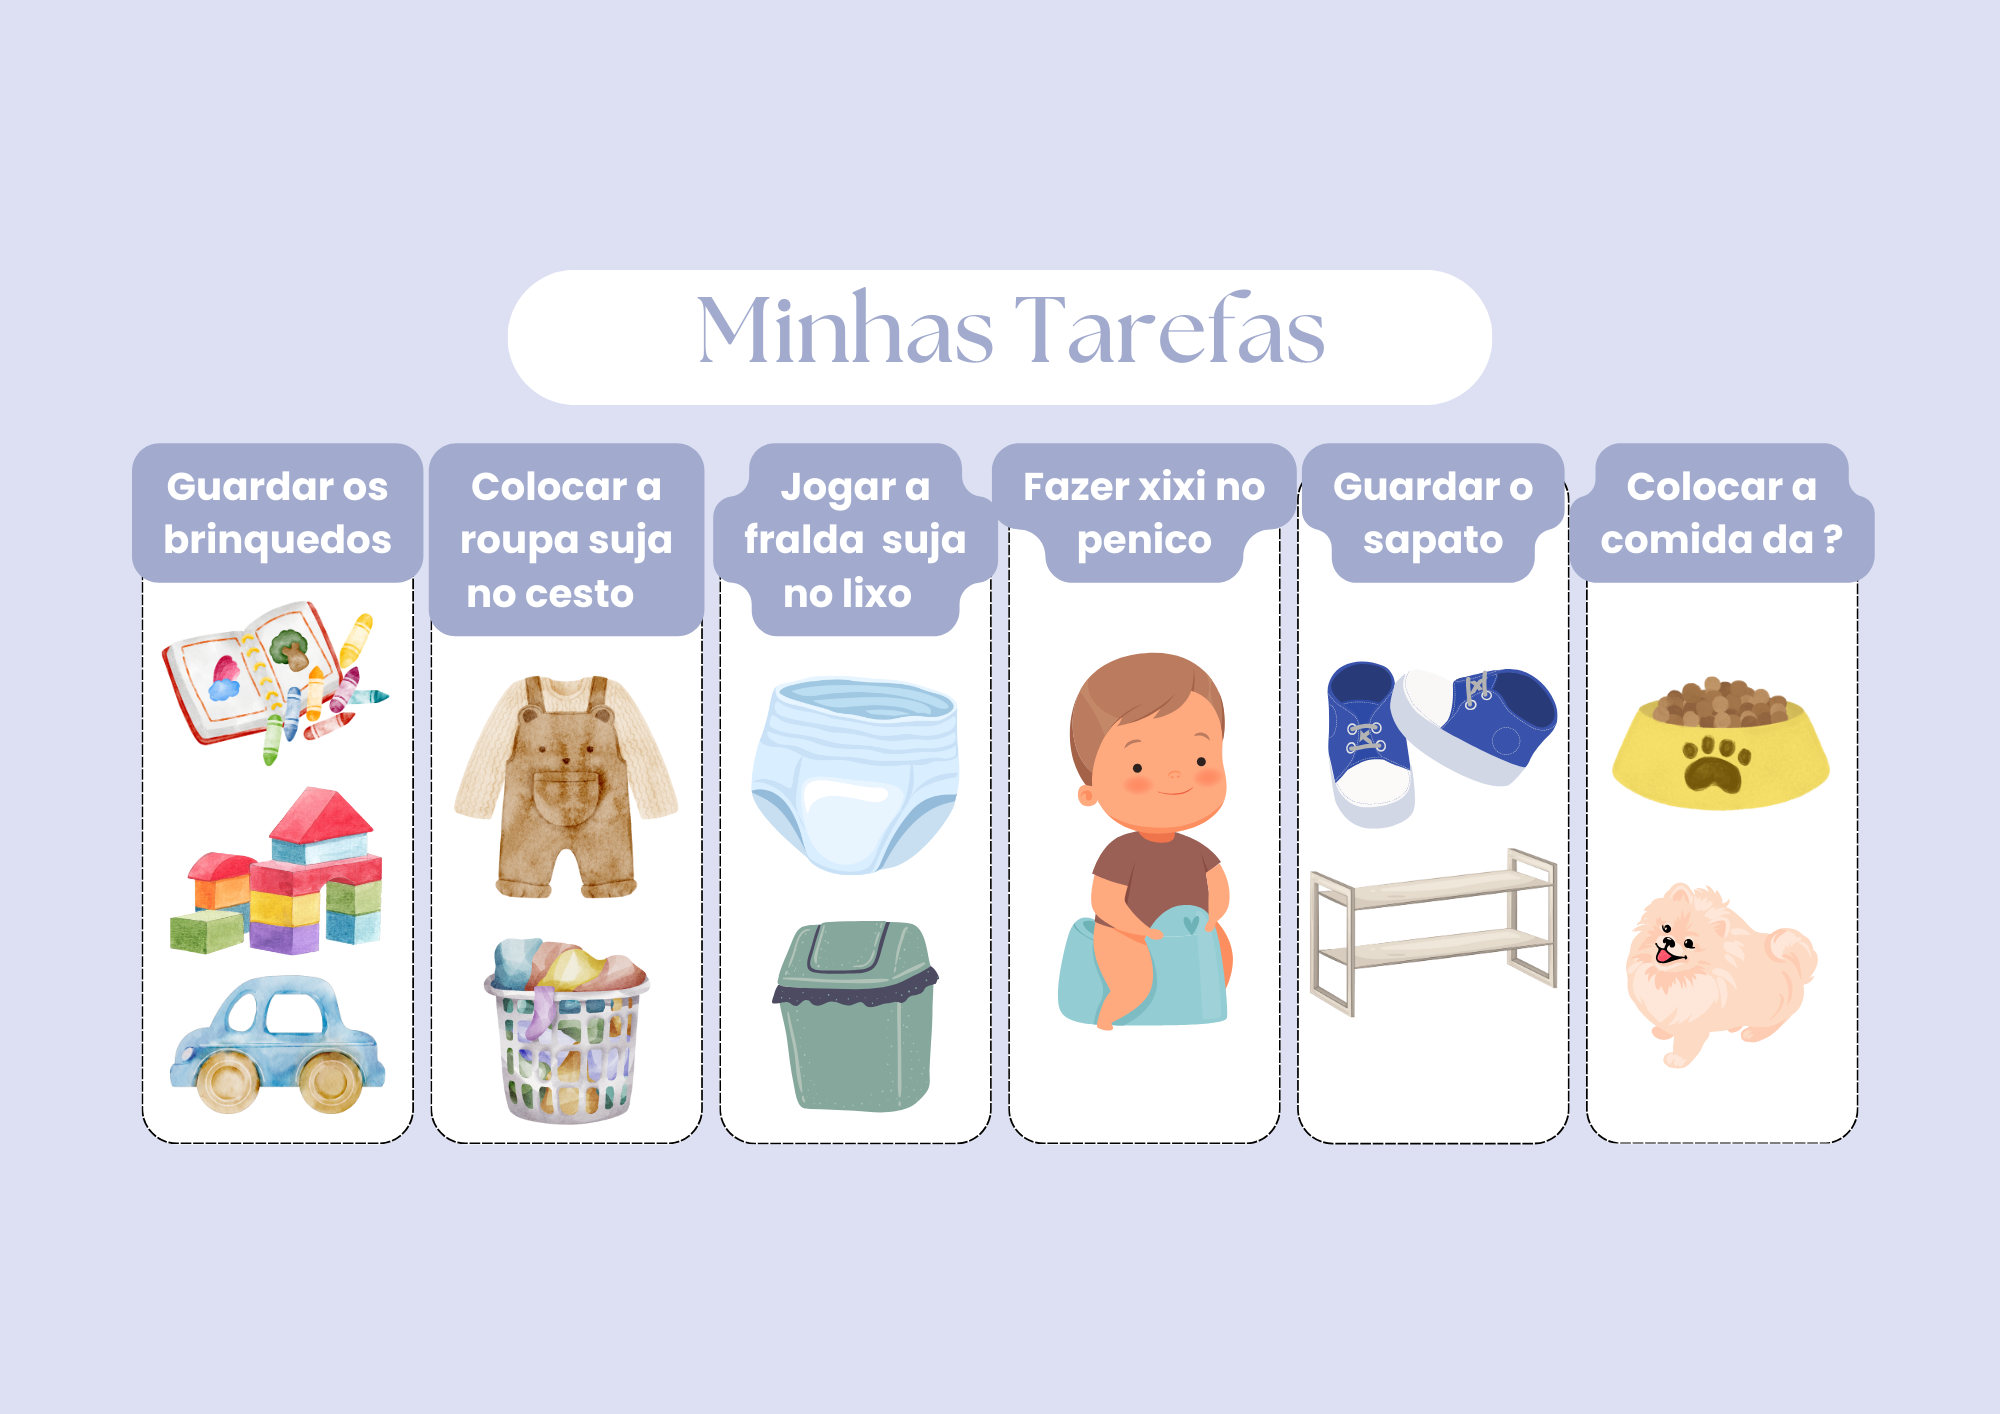 Minhas Tarefas
Guardar os
brinquedos
Colocar a
roupa suja
no cesto
Jogar a
fralda suja
no lixo
Fazer xixi no
penico
Guardar o
sapato
Colocar a
comida da ?